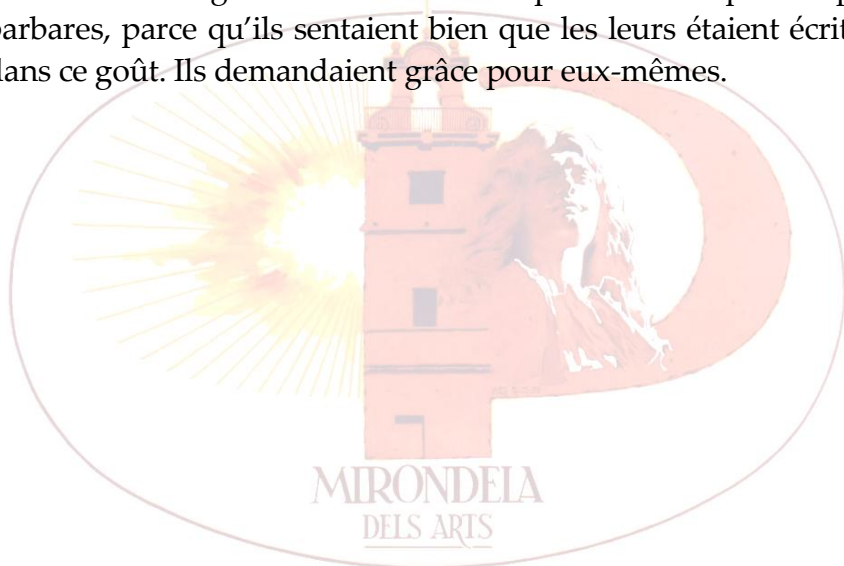 barbares, parce qu'ils sentaient bien que les leurs étaient écrit
dans ce goût. Ils demandaient grâce pour eux-mêmes.
MIRONDELA
DELS ARTS